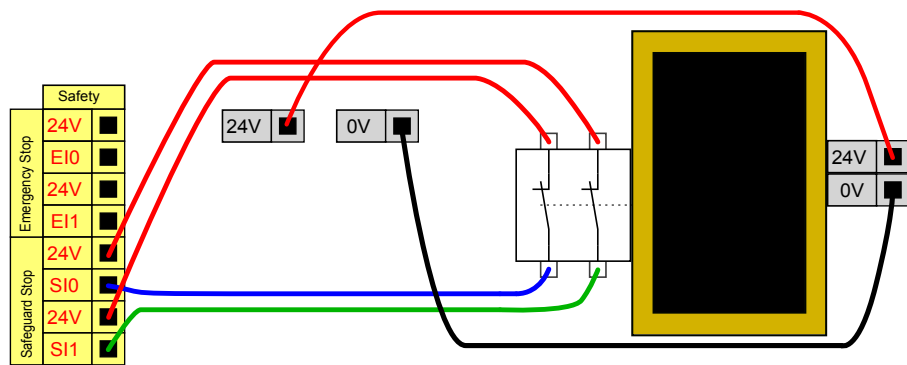 Safety
Emergency Stop
24V
EI0
24V
EI1
Safeguard Stop
24V
SI0
24V
SI1
24V
0V
24V
0V